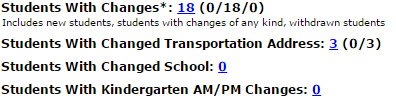 Students With Changes*: 18 (0/18/0)
Includes new students, students with changes of any kind, withdrawn students
Students With Changed Transportation Address: 3 (0/3)
Students With Changed School: 0
Students With Kindergarten AM/PM Changes: 0